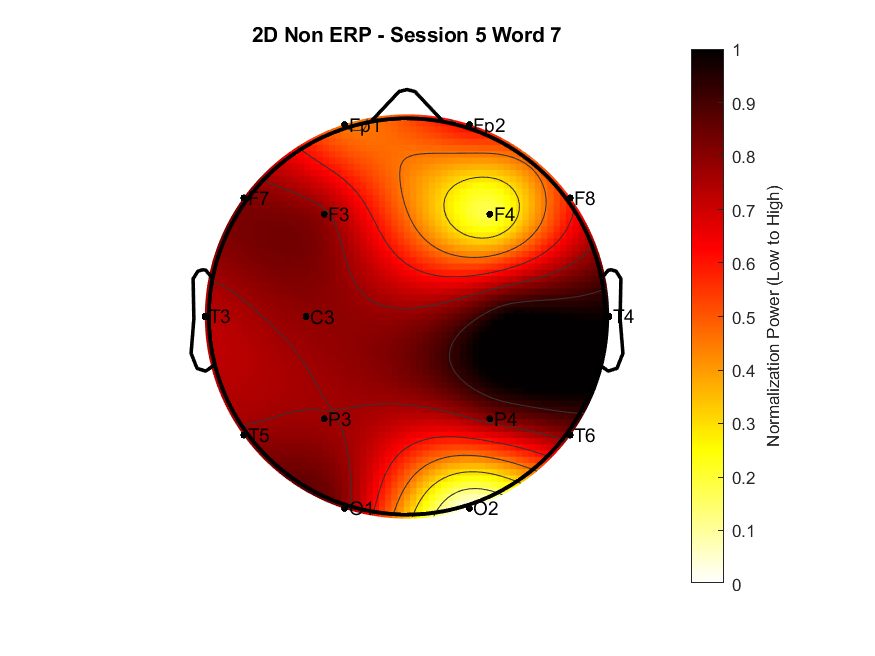 2D Non ERP - Session 5 Word 7
Fp1
Fp2
F7
F3
F4
F8
T3
C3
T4
T5
P3
P4
T6
O1
O2
1
0.9
0.8
0.7
0.6
0.5
0.4
0.3
0.2
0.1
0
Normalization Power (Low to High)